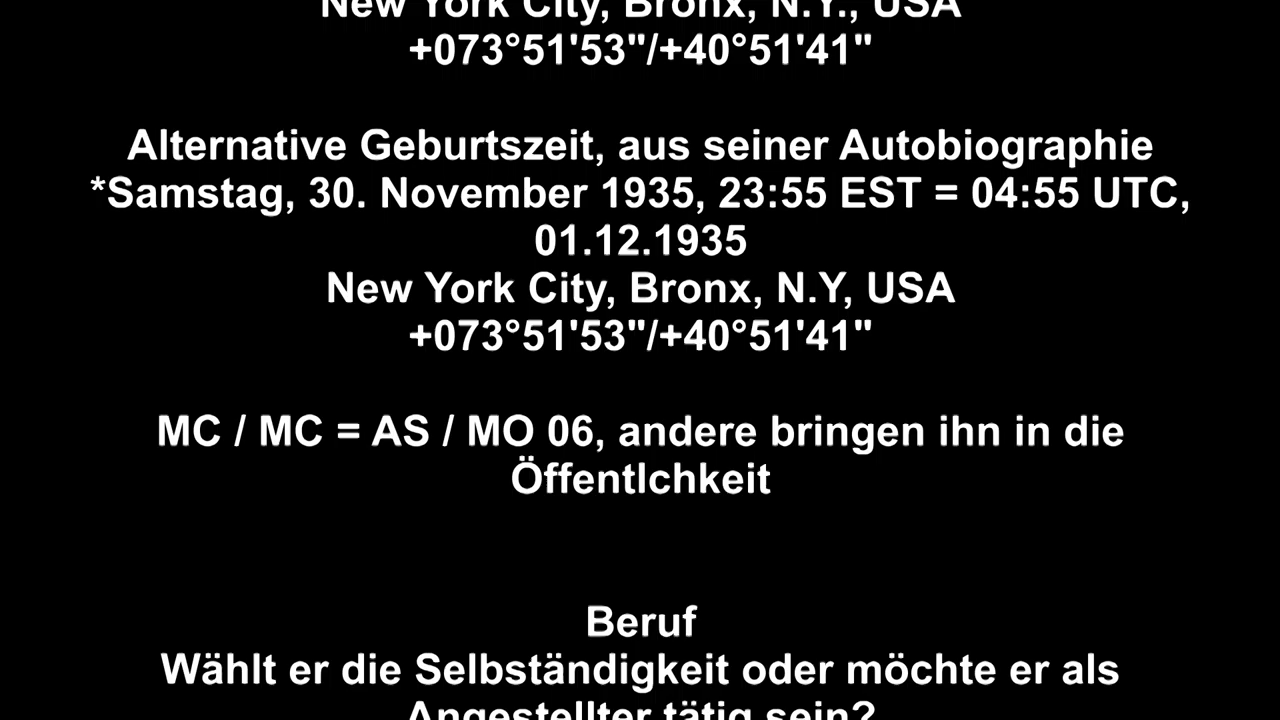 New York City, Bronx, N.Y., USA
+073°51'53"/+40°51'41"
Alternative Geburtszeit, aus seiner Autobiographie
*Samstag, 30. November 1935, 23:55 EST = 04:55 UTC,
01.12.1935
New York City, Bronx, N.Y, USA
+073°51'53"/+40°51'41"
MC / MC = AS / MO 06, andere bringen ihn in die
Öffentlchkeit
Beruf
Wählt er die Selbständigkeit oder möchte er als
Angestellter tätig sein?